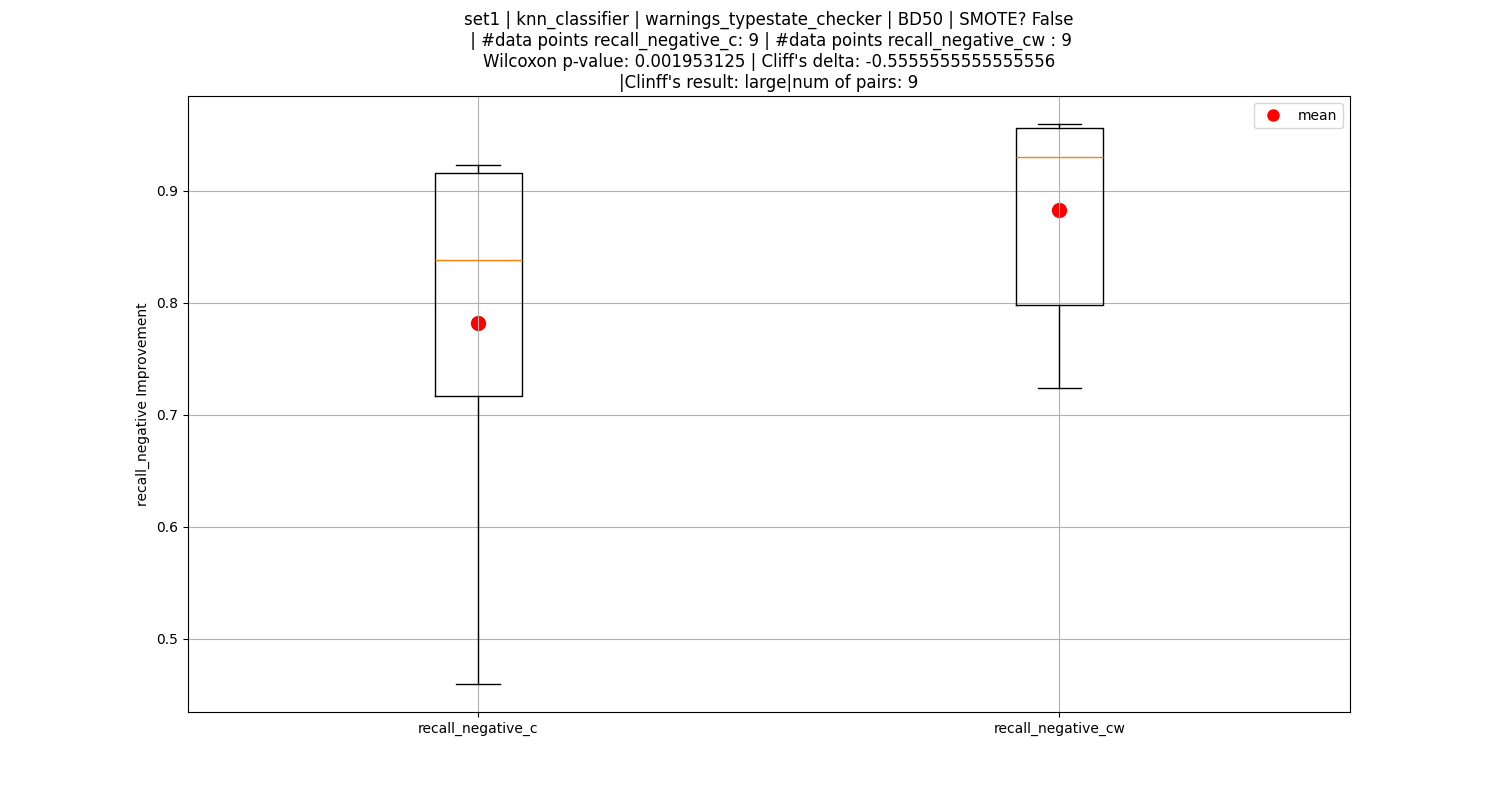 set1 | knn_classifier | warnings_typestate_checker | BD50 | SMOTE? False
| #data points recall_negative_c: 9 | #data points recall_negative_cw : 9
Wilcoxon p-value: 0.001953125 | Cliff's delta: -0.5555555555555556
|Clinff's result: large|num of pairs: 9
mean
0.9
0.8
0.7
0.6
0.5
recall_negative Improvement
recall_negative_c
recall_negative_cw